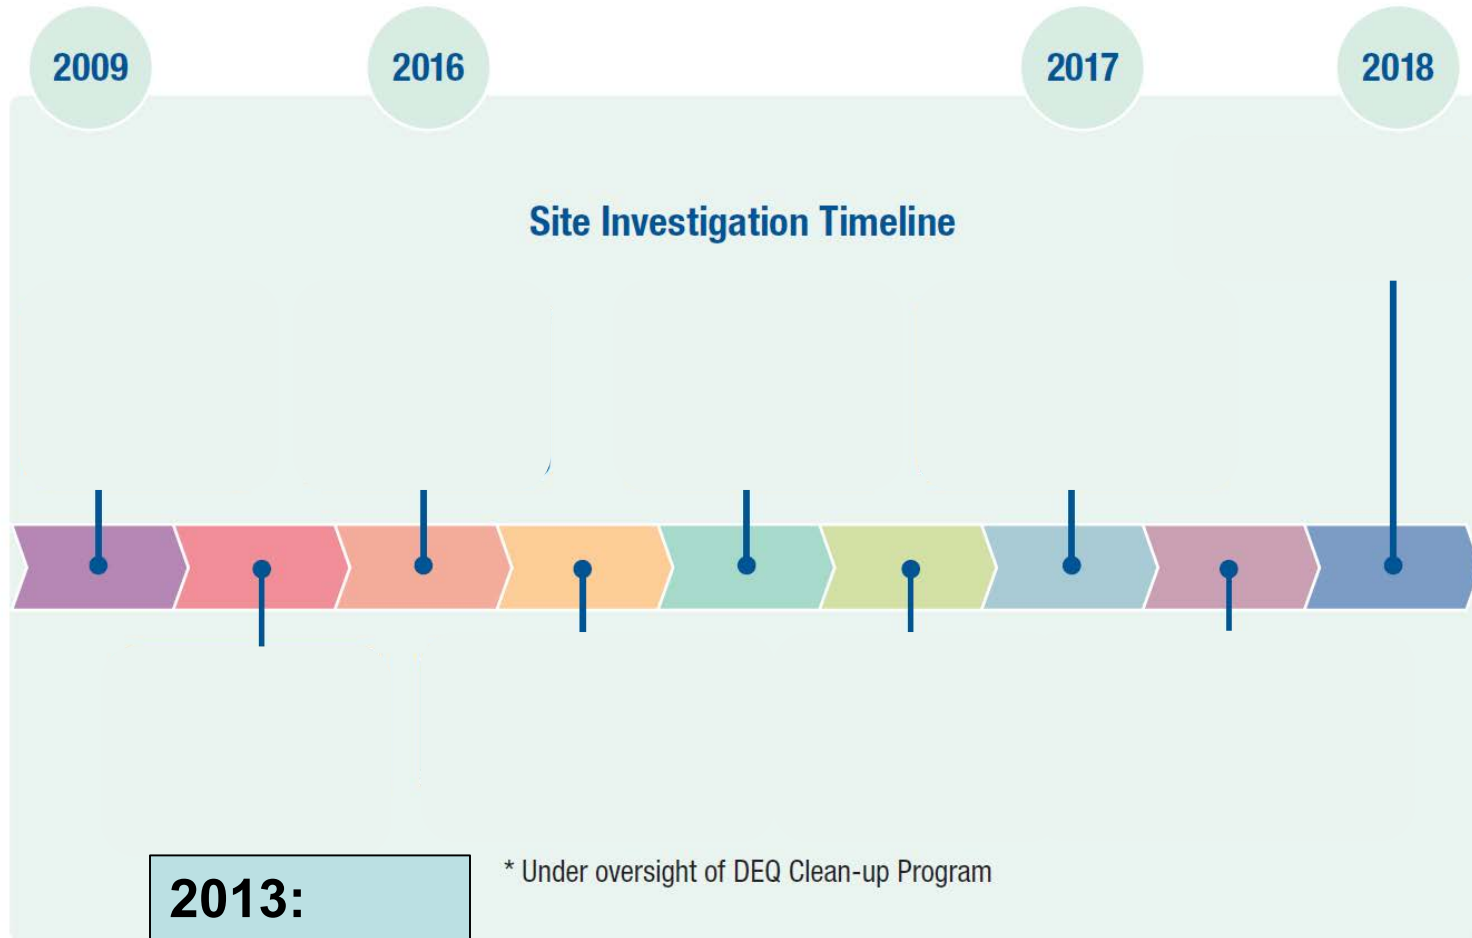 2009
2016
2017
2018
Site Investigation Timeline
* Under oversight of DEQ Clean-up Program
2013: